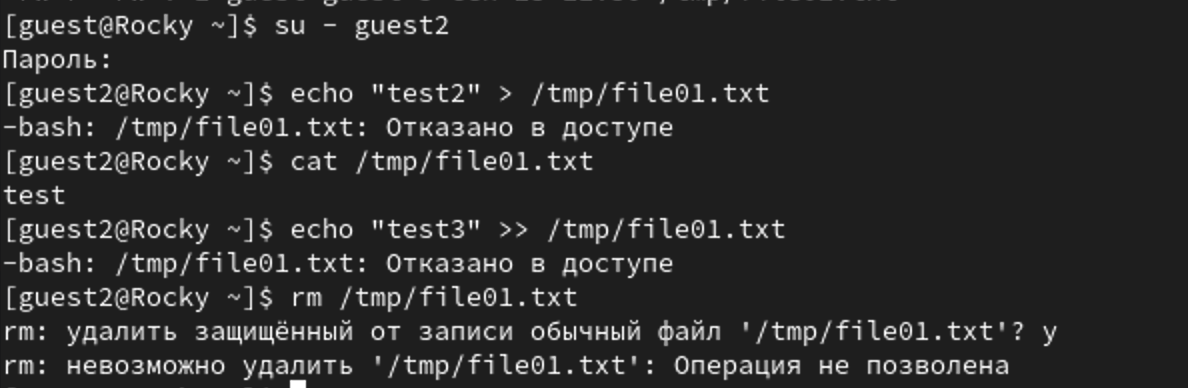 [guest@Rocky ~]$ su - guest2
Пароль:
[guest2@Rocky ~]$ echo "test2" > /tmp/file01.txt
-bash: /tmp/file01.txt: Отказано в доступе
[guest2@Rocky ~]$ cat /tmp/file01.txt
test
[guest2@Rocky ~]$ echo "test3" >> /tmp/file01.txt
-bash: /tmp/file01.txt: Отказано в доступе
[guest2@Rocky ~]$ rm /tmp/file01.txt
rm: удалить защищённый от записи обычный файл '/tmp/file01.txt'? y
rm: невозможно удалить '/tmp/file01.txt': Операция не позволена